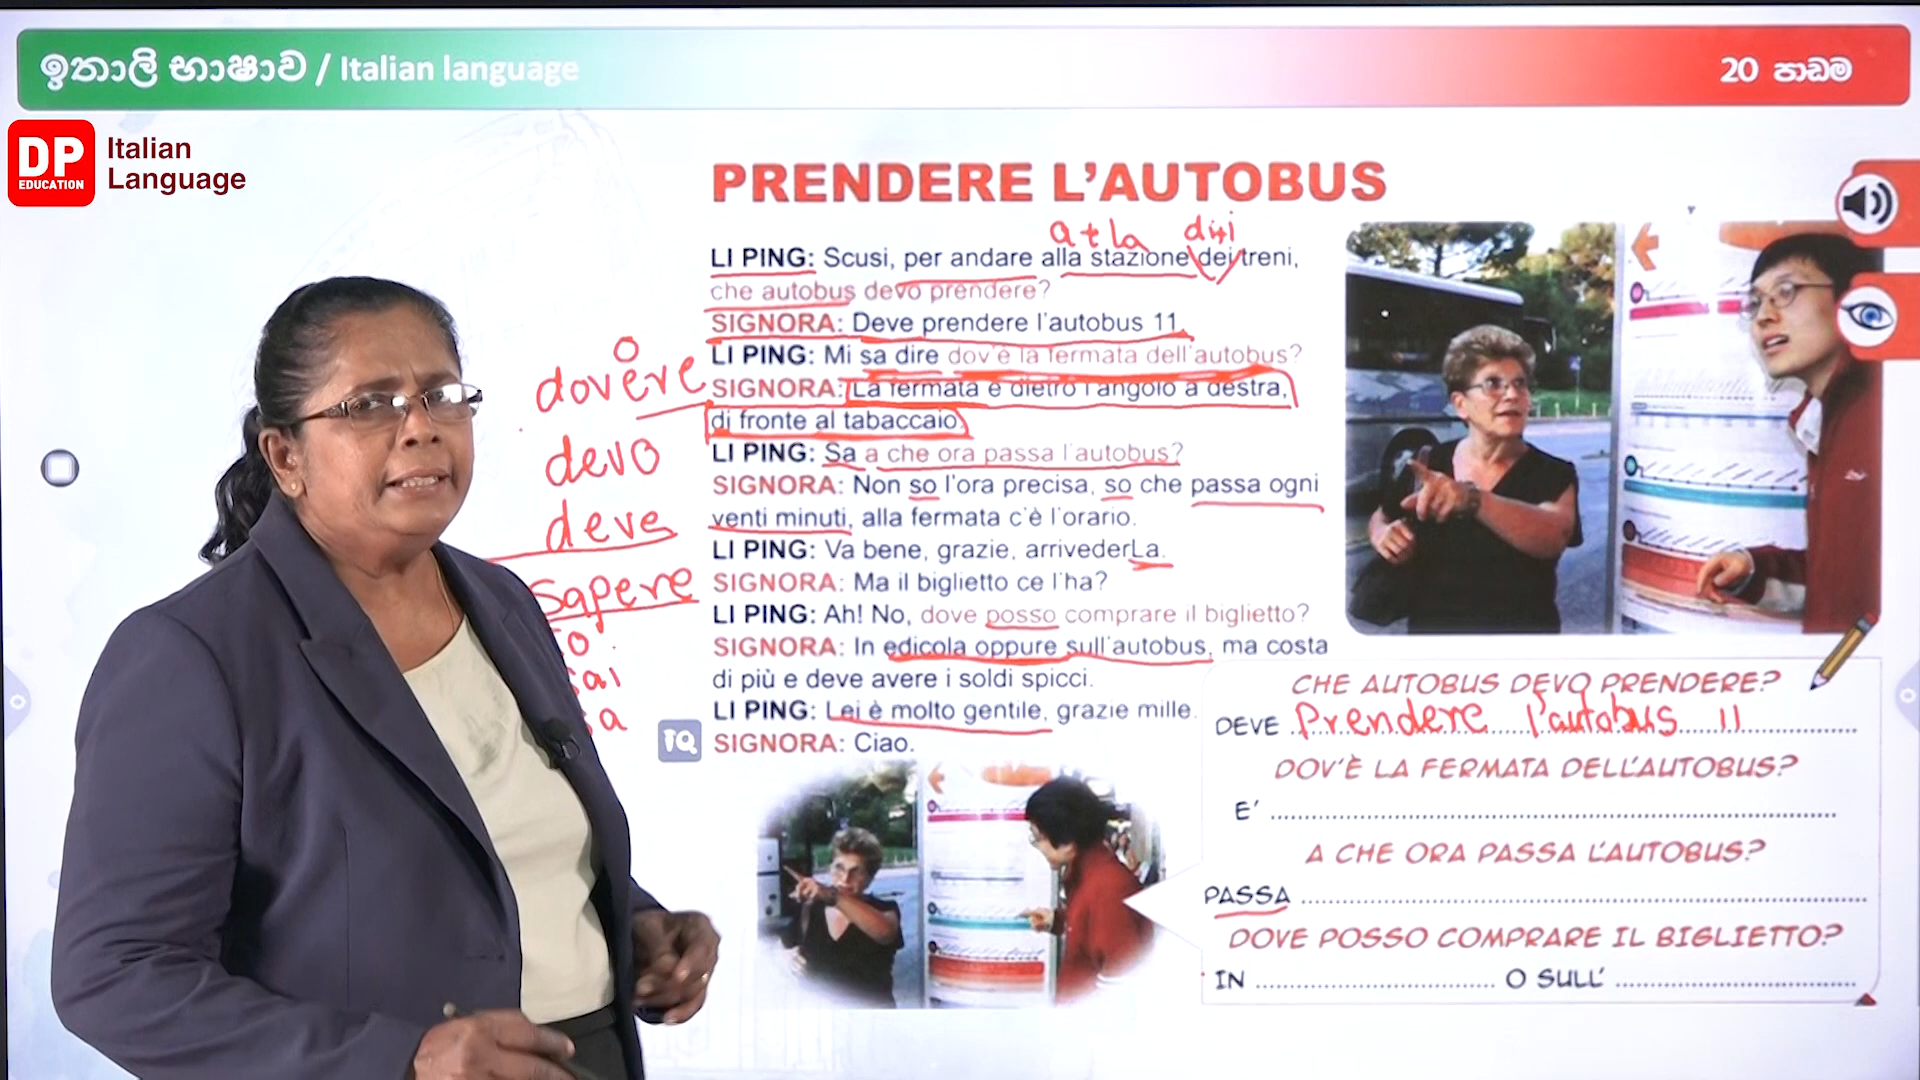 ඉතාලි භාෂාව / Italian language
20 පාඩම
DP
EDUCATION
Italian
Language
PRENDERE L'AUTOBUS
a + la di+i
LI PING: Scusi, per andare alla stazione dei treni,
che autobus devo prendere?
SIGNORA: Deve prendere l'autobus 11.
LI PING: Mi sa dire dov'è la fermata dell'autobus?
SIGNORA: La fermata è dietro l'angolo a destra,
di fronte al tabaccaio.
LI PING: Sa a che ora passa l'autobus?
SIGNORA: Non so l'ora precisa, so che passa ogni
venti minuti, alla fermata c'è l'orario.
LI PING: Va bene, grazie, arrivederLa.
SIGNORA: Ma il biglietto ce l'ha?
LI PING: Ah! No, dove posso comprare il biglietto?
SIGNORA: In edicola oppure sull'autobus, ma costa
di più e deve avere i soldi spicci.
LI PING: Lei è molto gentile, grazie mille.
SIGNORA: Ciao.
dovere
devo
deve
sapere
so
sai
sa
CHE AUTOBUS DEVO PRENDERE?
DEVE Prendere l'autobus 11
DOV'È LA FERMATA DELL'AUTOBUS?
E'
A CHE ORA PASSA L'AUTOBUS?
PASSA
DOVE POSSO COMPRARE IL BIGLIETTO?
IN O SULL'